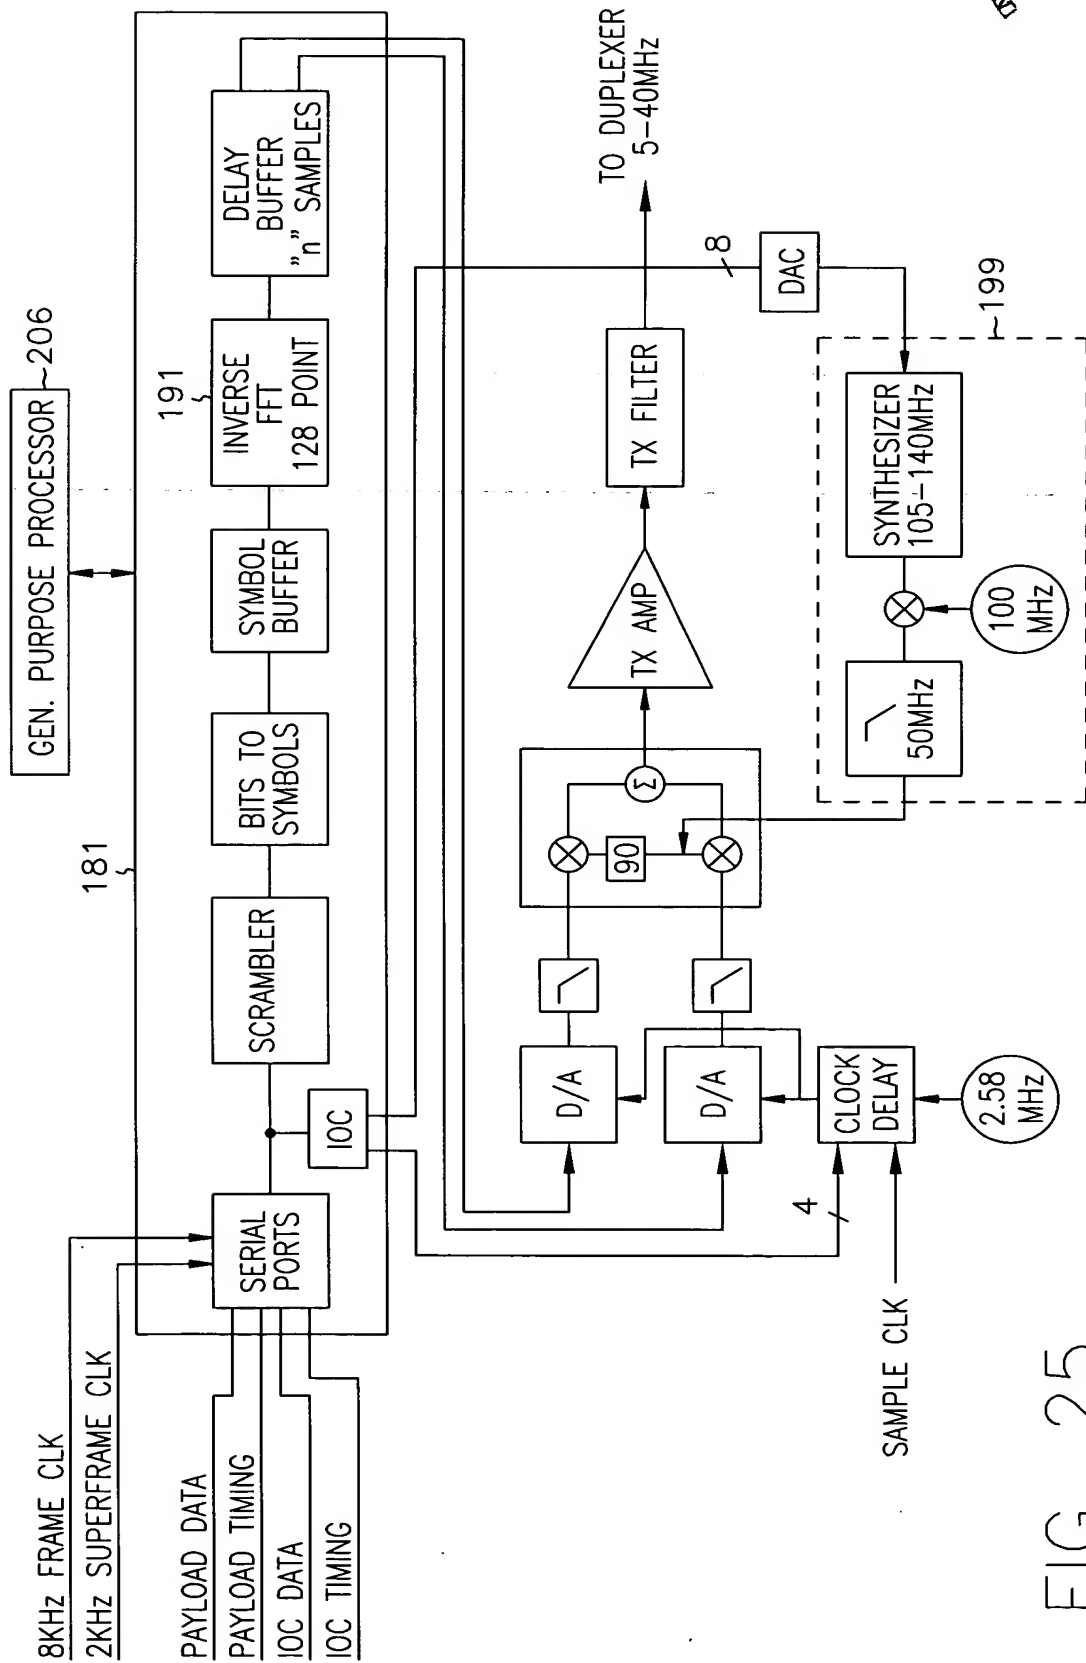 GEN. PURPOSE PROCESSOR
206
181
8KHz FRAME CLK
2KHz SUPERFRAME CLK
PAYLOAD DATA
PAYLOAD TIMING
IOC DATA
IOC TIMING
SERIAL
PORTS
IOC
SCRAMBLER
BITS TO
SYMBOLS
SYMBOL
BUFFER
191
INVERSE
FFT
128 POINT
DELAY
BUFFER
"n" SAMPLES
D/A
D/A
90
Σ
TX AMP
TX FILTER
TO DUPLEXER
5-40MHz
4
SAMPLE CLK
CLOCK
DELAY
2.58
MHz
8
DAC
199
50MHz
100
MHz
SYNTHESIZER
105-140MHz
FIG 25